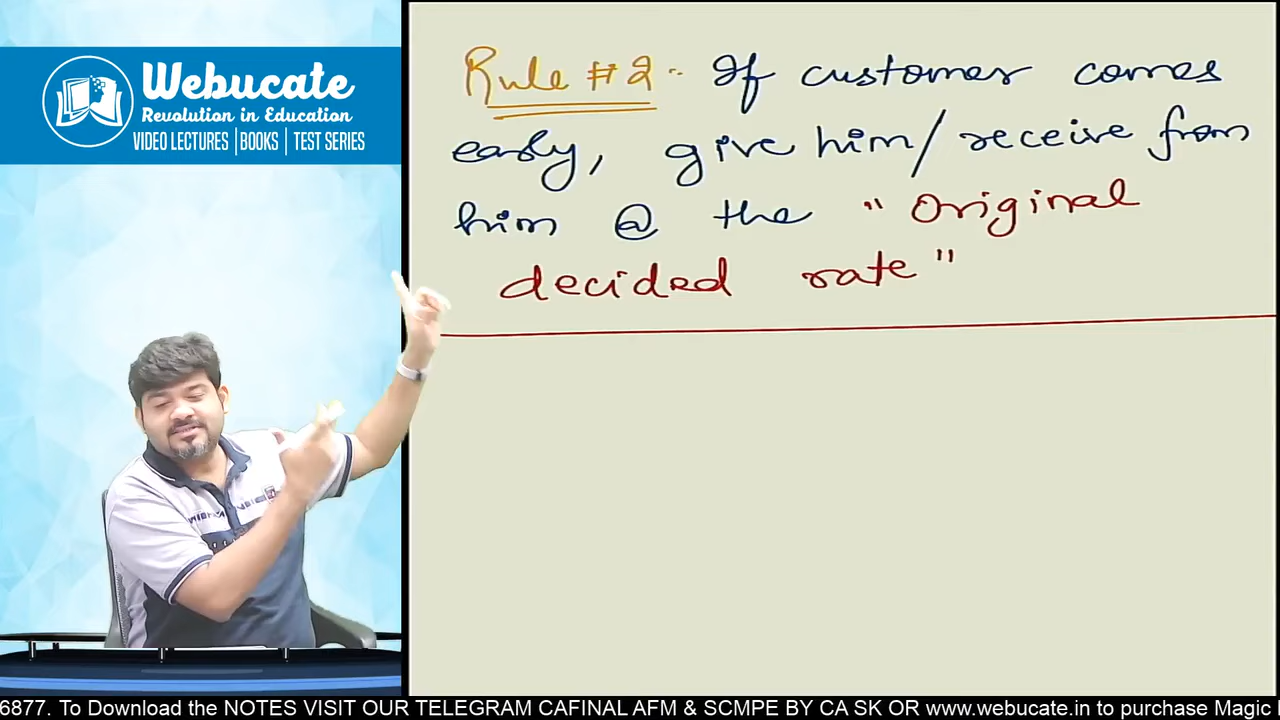 Webucate
Revolution in Education
VIDEO LECTURES | BOOKS | TEST SERIES
Rule #2 :- If customer comes
early, give him/receive from
him @ the "Original
decided rate"
6877. To Download the NOTES VISIT OUR TELEGRAM CAFINAL AFM & SCMPE BY CA SK OR www.webucate.in to purchase Magic